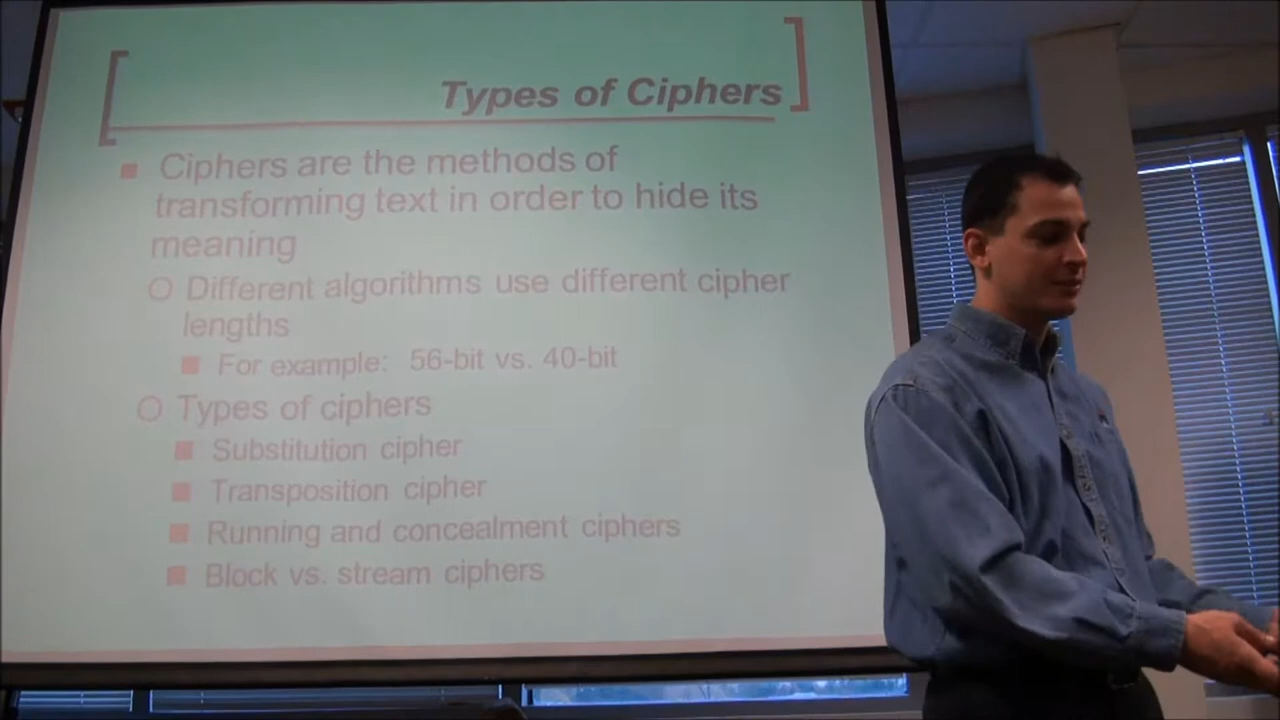 Types of Ciphers
Ciphers are the methods of
transforming text in order to hide its
meaning
Different algorithms use different cipher
lengths
For example: 56-bit vs. 40-bit
Types of ciphers
Substitution cipher
Transposition cipher
Running and concealment ciphers
Block vs. stream ciphers